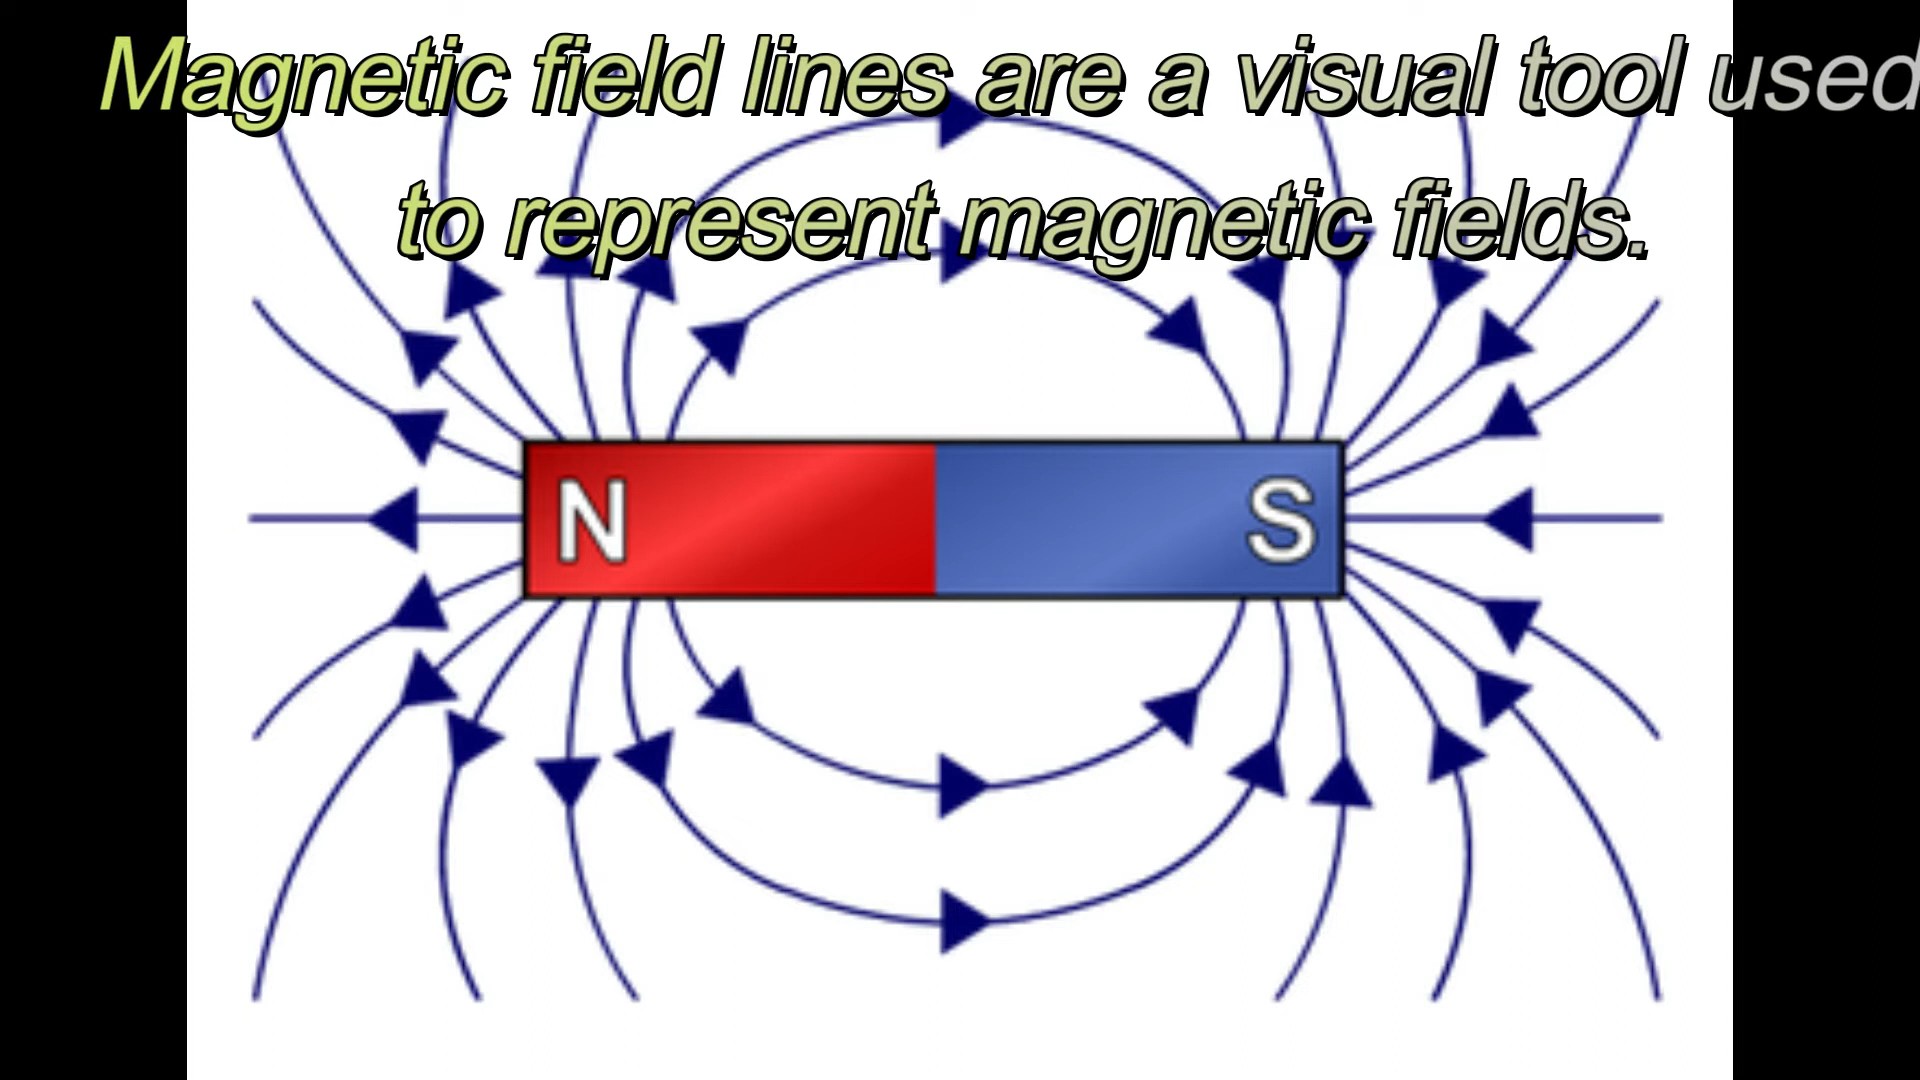 Magnetic field lines are a visual tool used
to represent magnetic fields.
N
S